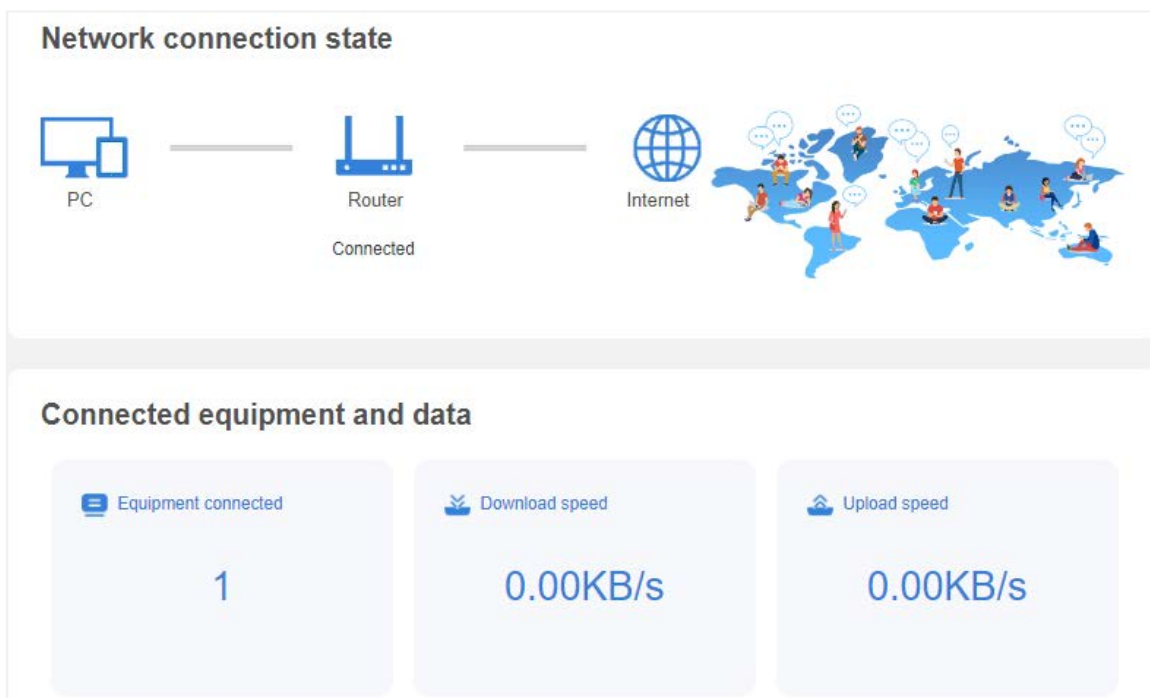 Network connection state
PC
Router
Internet
Connected
Connected equipment and data
Equipment connected
Download speed
Upload speed
1
0.00KB/s
0.00KB/s